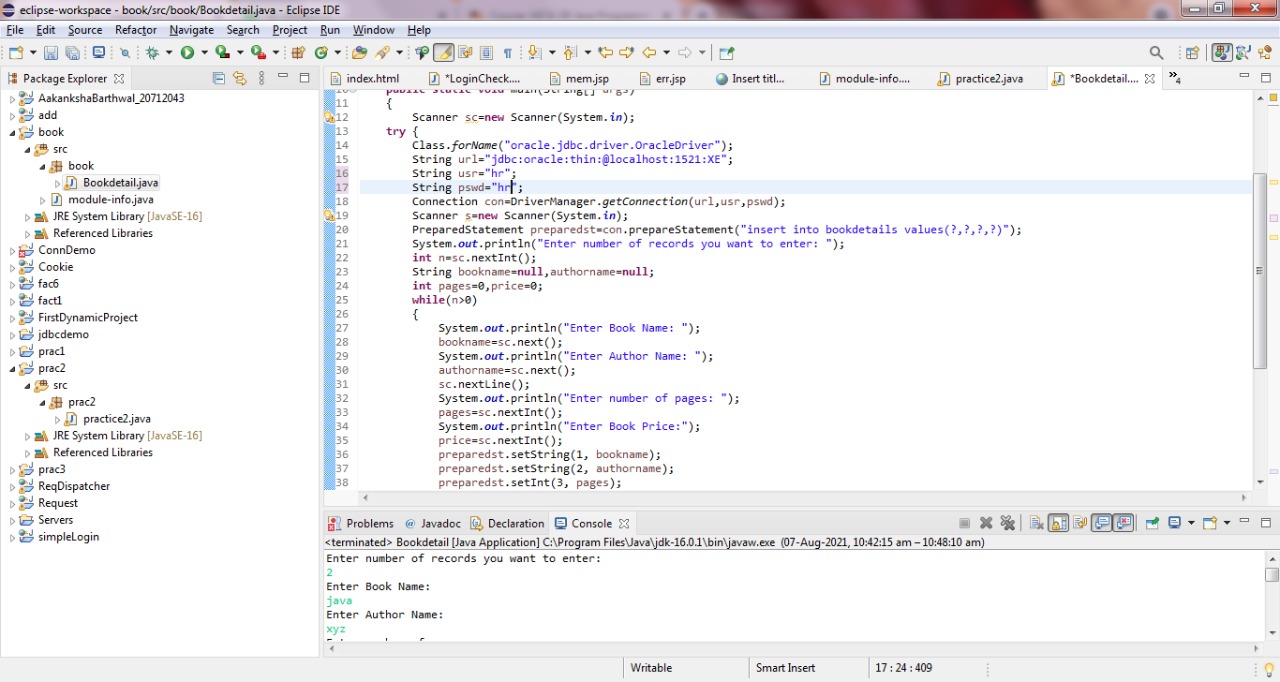 eclipse-workspace - book/src/book/Bookdetail.java - Eclipse IDE
File Edit Source Refactor Navigate Search Project Run Window Help
Package Explorer
index.html *LoginCheck.... mem.jsp err.jsp Insert titl... module-info.... practice2.java *Bookdetail.... »4
AakankshaBarthwal_20712043
add
book
src
book
Bookdetail.java
module-info.java
JRE System Library [JavaSE-16]
Referenced Libraries
ConnDemo
Cookie
fac6
fact1
FirstDynamicProject
jdbcdemo
prac1
prac2
src
prac2
practice2.java
JRE System Library [JavaSE-16]
Referenced Libraries
prac3
ReqDispatcher
Request
Servers
simpleLogin
10 public static void main(String[] args)
11 {
12 Scanner sc=new Scanner(System.in);
13 try {
14 Class.forName("oracle.jdbc.driver.OracleDriver");
15 String url="jdbc:oracle:thin:@localhost:1521:XE";
16 String usr="hr";
17 String pswd="hr";
18 Connection con=DriverManager.getConnection(url,usr,pswd);
19 Scanner s=new Scanner(System.in);
20 PreparedStatement preparedst=con.prepareStatement("insert into bookdetails values(?,?,?,?)");
21 System.out.println("Enter number of records you want to enter: ");
22 int n=sc.nextInt();
23 String bookname=null,authorname=null;
24 int pages=0,price=0;
25 while(n>0)
26 {
27 System.out.println("Enter Book Name: ");
28 bookname=sc.next();
29 System.out.println("Enter Author Name: ");
30 authorname=sc.next();
31 sc.nextLine();
32 System.out.println("Enter number of pages: ");
33 pages=sc.nextInt();
34 System.out.println("Enter Book Price:");
35 price=sc.nextInt();
36 preparedst.setString(1, bookname);
37 preparedst.setString(2, authorname);
38 preparedst.setInt(3, pages);
Problems @ Javadoc Declaration Console
<terminated> Bookdetail [Java Application] C:\Program Files\Java\jdk-16.0.1\bin\javaw.exe (07-Aug-2021, 10:42:15 am – 10:48:10 am)
Enter number of records you want to enter:
2
Enter Book Name:
java
Enter Author Name:
xyz
Writable Smart Insert 17 : 24 : 409